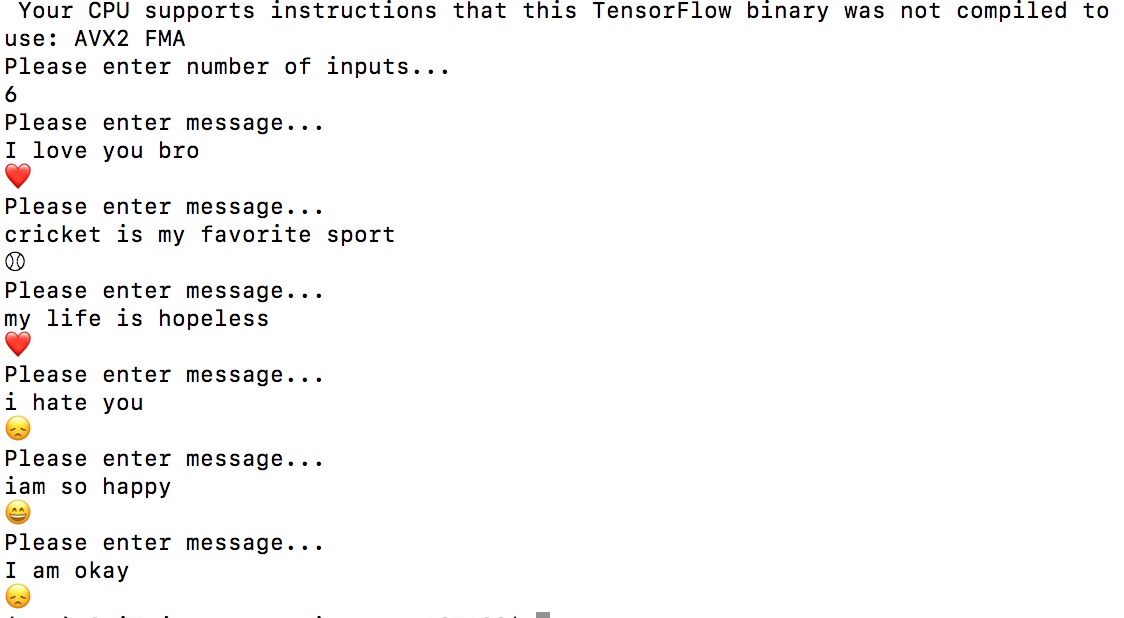 Your CPU supports instructions that this TensorFlow binary was not compiled to
use: AVX2 FMA
Please enter number of inputs...
6
Please enter message...
I love you bro
❤️
Please enter message...
cricket is my favorite sport
⚾
Please enter message...
my life is hopeless
❤️
Please enter message...
i hate you
😞
Please enter message...
iam so happy
😄
Please enter message...
I am okay
😞